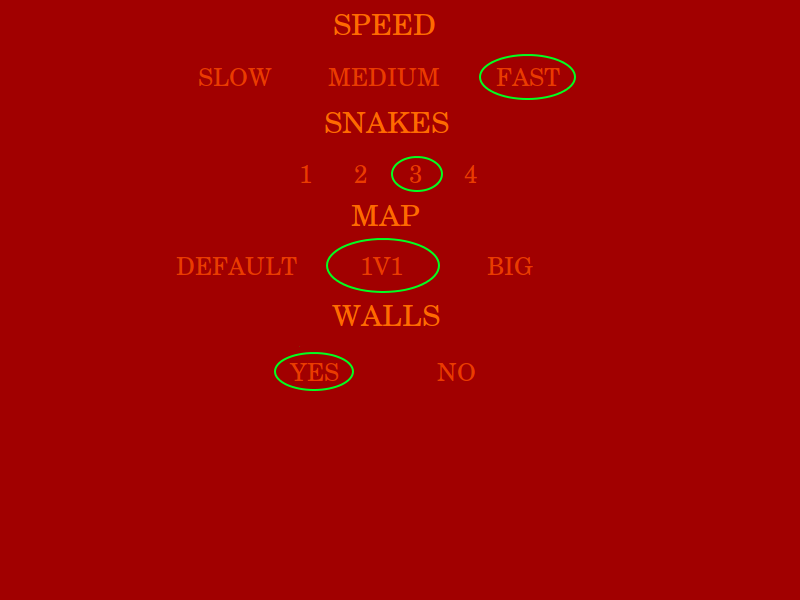 SPEED
SLOW MEDIUM FAST
SNAKES
1 2 3 4
MAP
DEFAULT 1V1 BIG
WALLS
YES NO